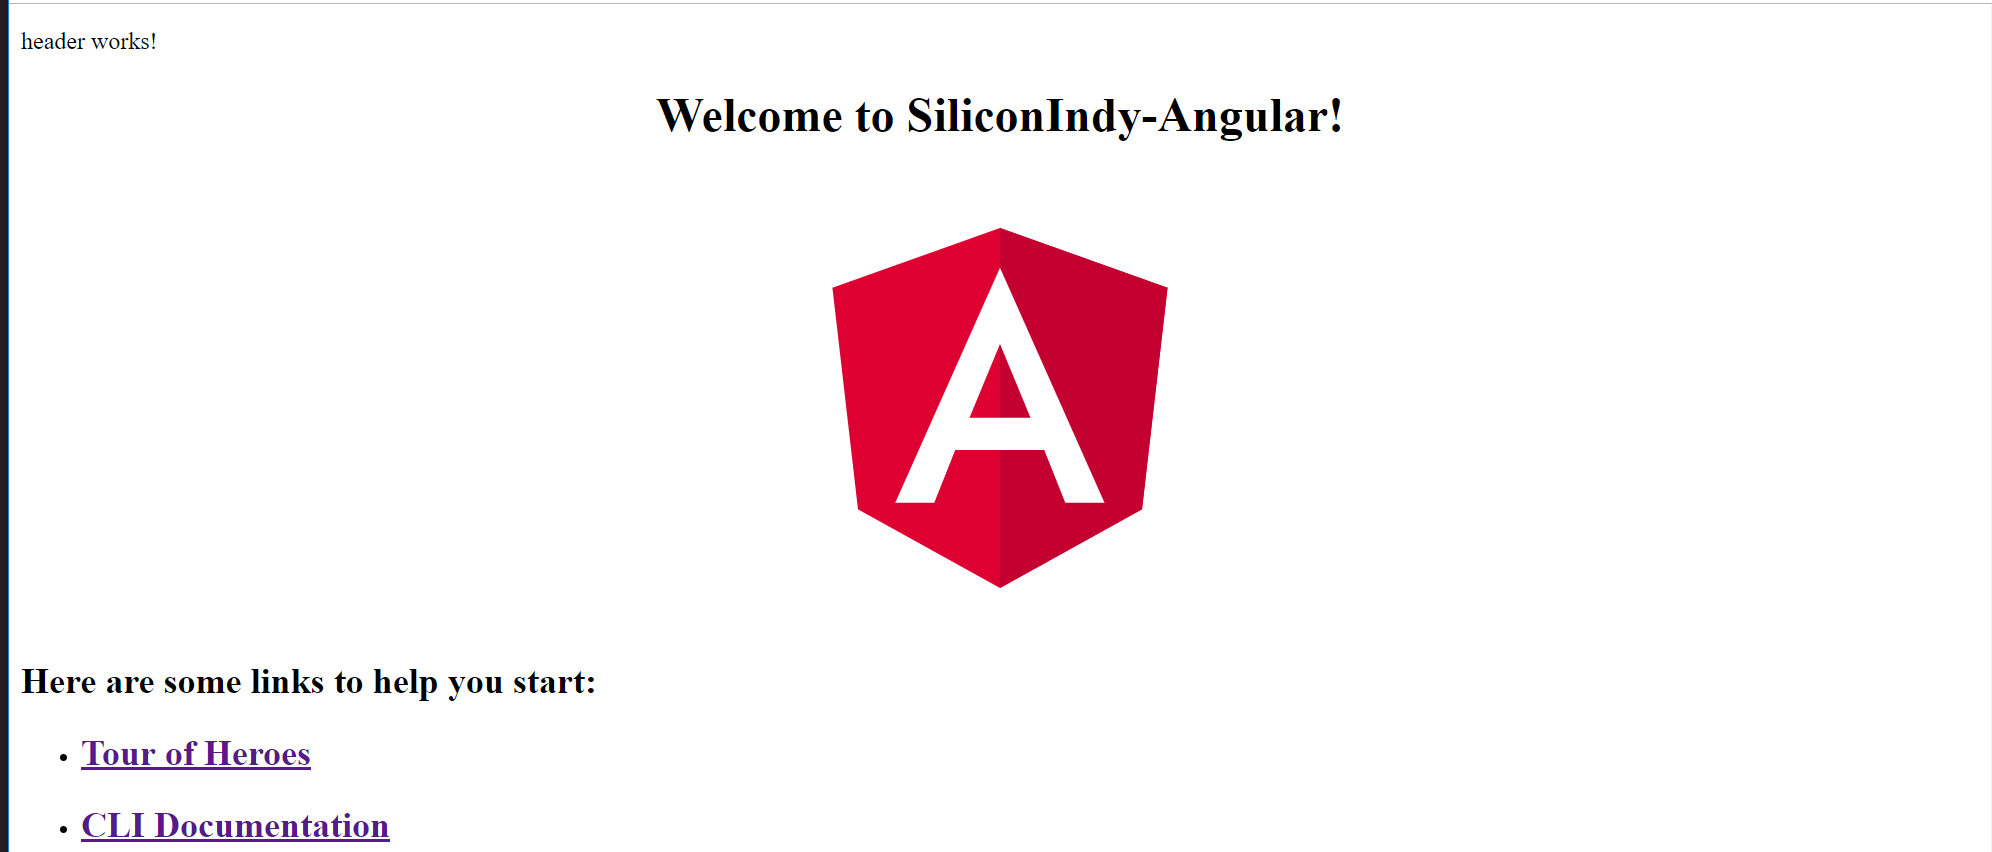 header works!
Welcome to SiliconIndy-Angular!
A
Here are some links to help you start:
Tour of Heroes
CLI Documentation